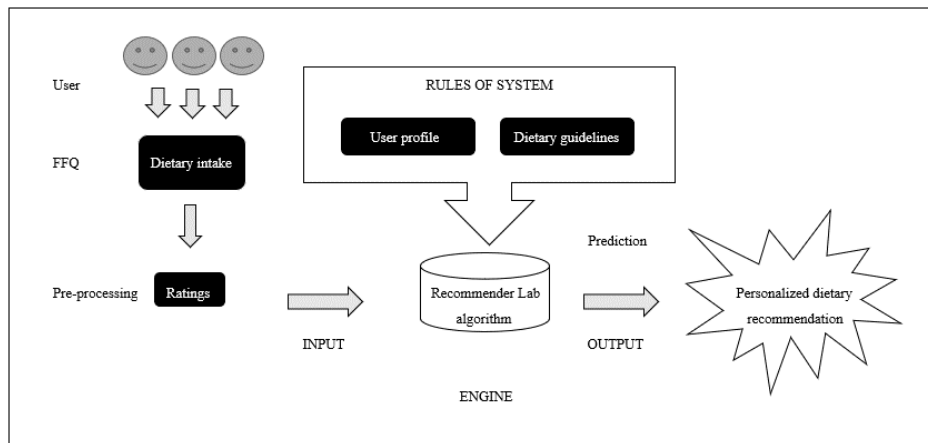 User
RULES OF SYSTEM
User profile
Dietary guidelines
FFQ
Dietary intake
Prediction
Pre-processing
Ratings
Recommender Lab
algorithm
Personalized dietary
recommendation
INPUT
OUTPUT
ENGINE